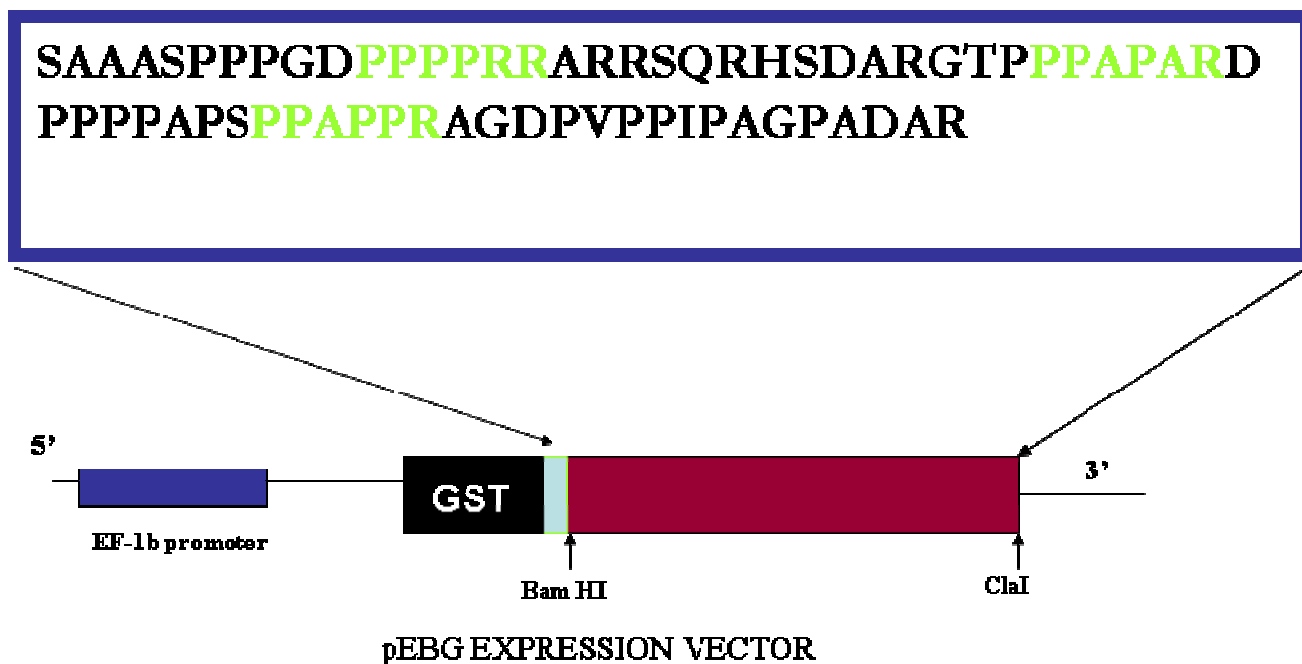 SAAASPPPGDPPPPRRARRSQRHSDARGTPPPAPARD
PPPPAPSPPAPPRAGDPVPPIPAGPADAR
5’
GST
3’
EF-1b promoter
Bam HI
ClaI
pEBG EXPRESSION VECTOR